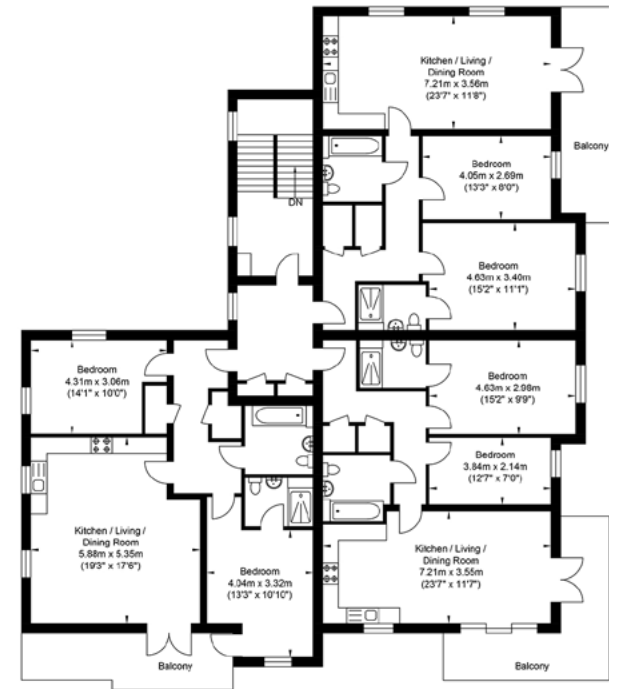 Kitchen / Living /
Dining Room
7.21m x 3.56m
(23'7" x 11'8")
Balcony
Bedroom
4.05m x 2.69m
(13'3" x 8'0")
DN
Bedroom
4.63m x 3.40m
(15'2" x 11'1")
Bedroom
4.31m x 3.06m
(14'1" x 10'0")
Bedroom
4.63m x 2.98m
(15'2" x 9'9")
Bedroom
3.84m x 2.14m
(12'7" x 7'0")
Kitchen / Living /
Dining Room
5.88m x 5.35m
(19'3" x 17'6")
Kitchen / Living /
Dining Room
7.21m x 3.55m
(23'7" x 11'7")
Bedroom
4.04m x 3.32m
(13'3" x 10'10")
Balcony
Balcony